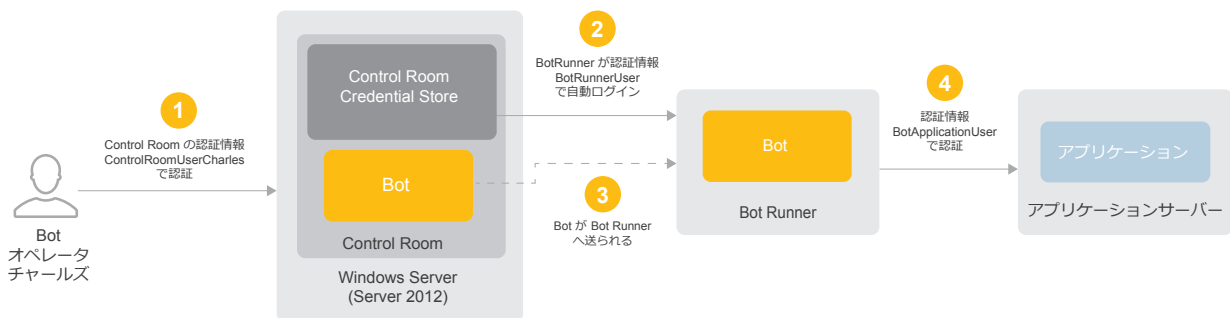 Bot
オペレータ
チャールズ
1
Control Room の認証情報
ControlRoomUserCharles
で認証
Control Room
Credential Store
Bot
Control Room
Windows Server
(Server 2012)
2
BotRunner が認証情報
BotRunnerUser
で自動ログイン
3
Bot が Bot Runner
へ送られる
Bot
Bot Runner
4
認証情報
BotApplicationUser
で認証
アプリケーション
アプリケーションサーバー